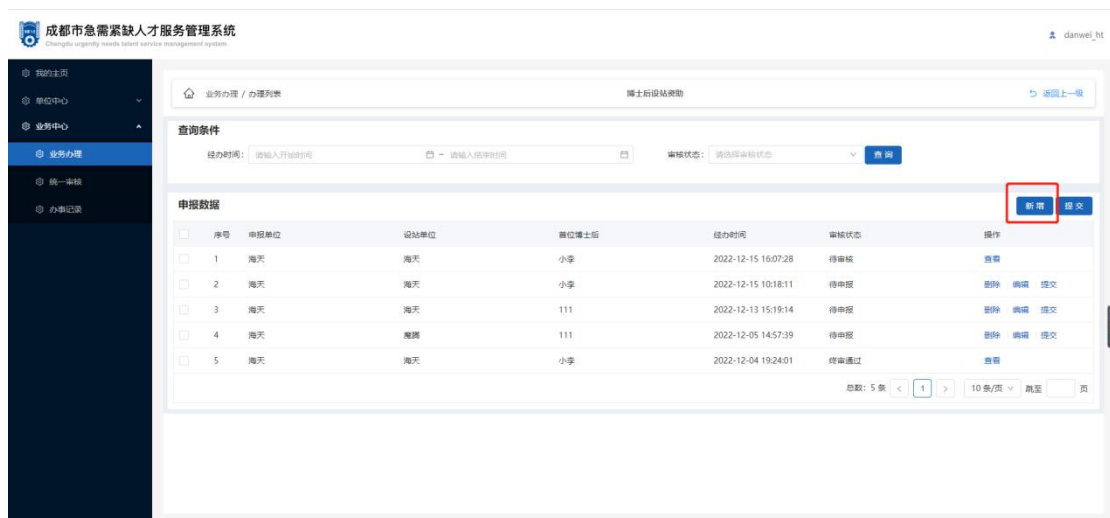 成都市急需紧缺人才服务管理系统
Chengdu urgently needs talent service management system
danwei_ht
我的主页
单位中心
业务中心
业务办理
统一审核
办事记录
业务办理 / 办理列表 博士后设站资助 返回上一级
查询条件
经办时间: 请输入开始时间 - 请输入结束时间 审核状态: 请选择审核状态 查 询
申报数据 新 增 提 交
序号 申报单位 设站单位 首位博士后 经办时间 审核状态 操作
1 海天 海天 小李 2022-12-15 16:07:28 待审核 查看
2 海天 海天 小李 2022-12-15 10:18:11 待申报 删除 编辑 提交
3 海天 海天 111 2022-12-13 15:19:14 待申报 删除 编辑 提交
4 海天 111 2022-12-05 14:57:39 待申报 删除 编辑 提交
5 海天 海天 小李 2022-12-04 19:24:01 终审通过 查看
总数: 5 条 < 1 > 10 条/页 跳至 页